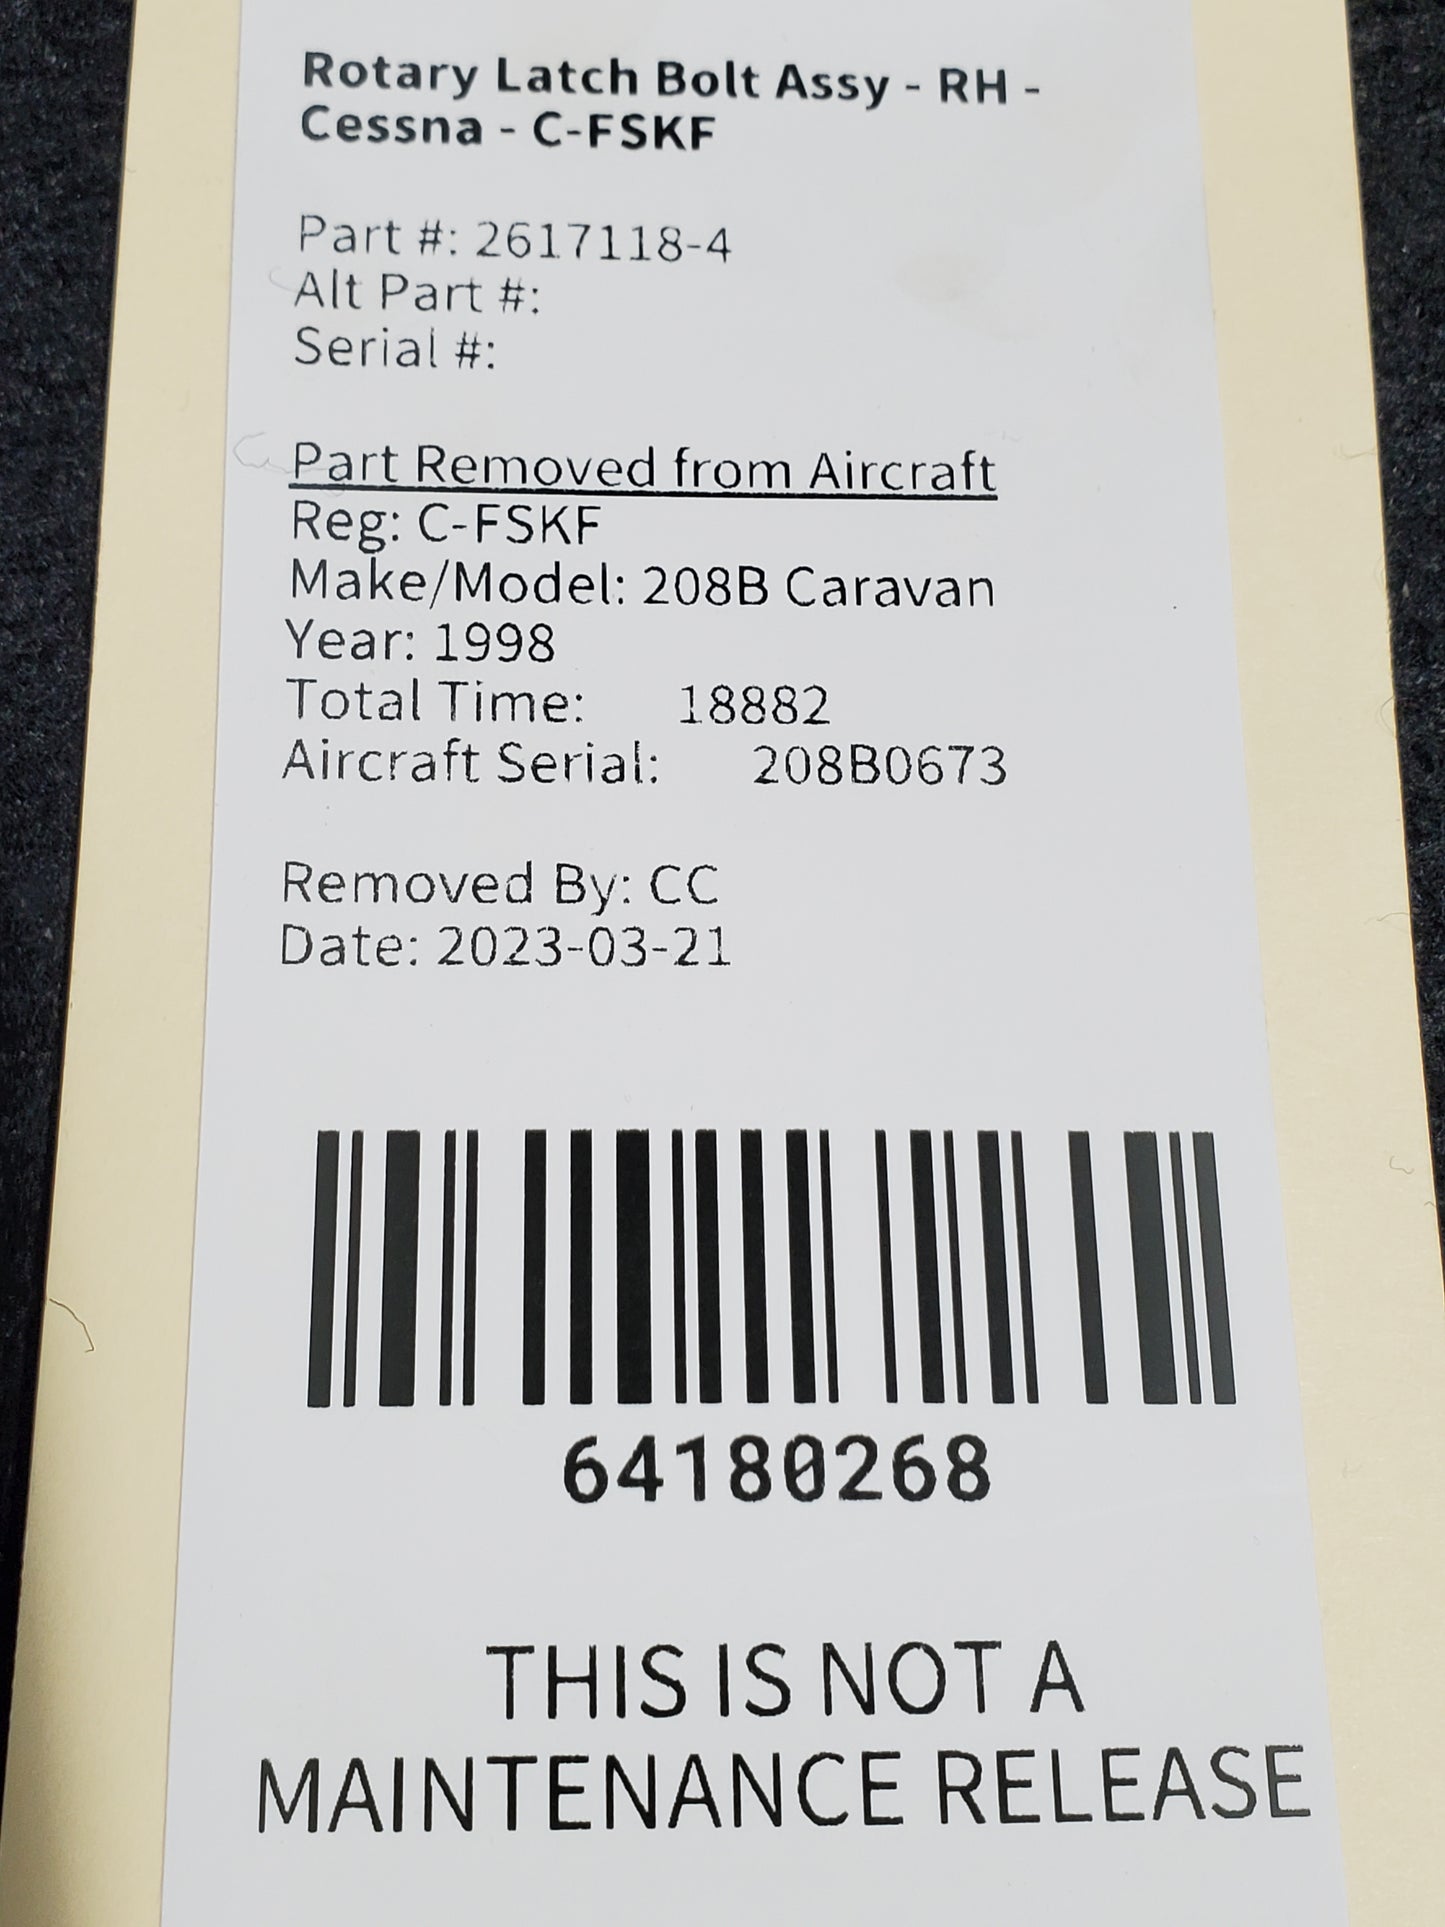 Rotary Latch Bolt Assy - RH -
Cessna - C-FSKF
Part #: 2617118-4
Alt Part #:
Serial #:
Part Removed from Aircraft
Reg: C-FSKF
Make/Model: 208B Caravan
Year: 1998
Total Time: 18882
Aircraft Serial: 208B0673
Removed By: CC
Date: 2023-03-21
64180268
THIS IS NOT A
MAINTENANCE RELEASE